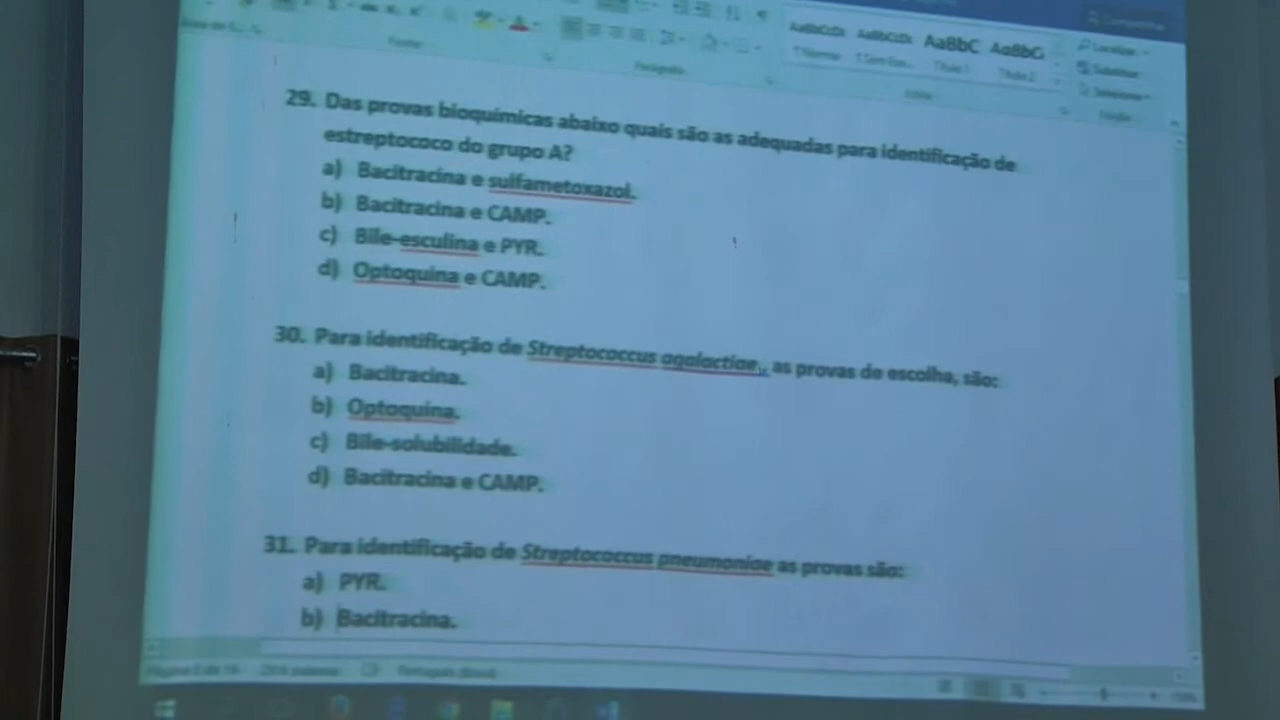 AaBbC
29. Das provas bioquímicas abaixo quais são as adequadas para identificação de
estreptococo do grupo A?
a) Bacitracina e sulfametoxazol.
b) Bacitracina e CAMP.
c) Bile-esculina e PYR.
d) Optoquina e CAMP.
30. Para identificação de Streptococcus agalactiae, as provas de escolha, são:
a) Bacitracina.
b) Optoquina.
c) Bile-solubilidade.
d) Bacitracina e CAMP.
31. Para identificação de Streptococcus pneumoniae as provas são:
a) PYR.
b) Bacitracina.